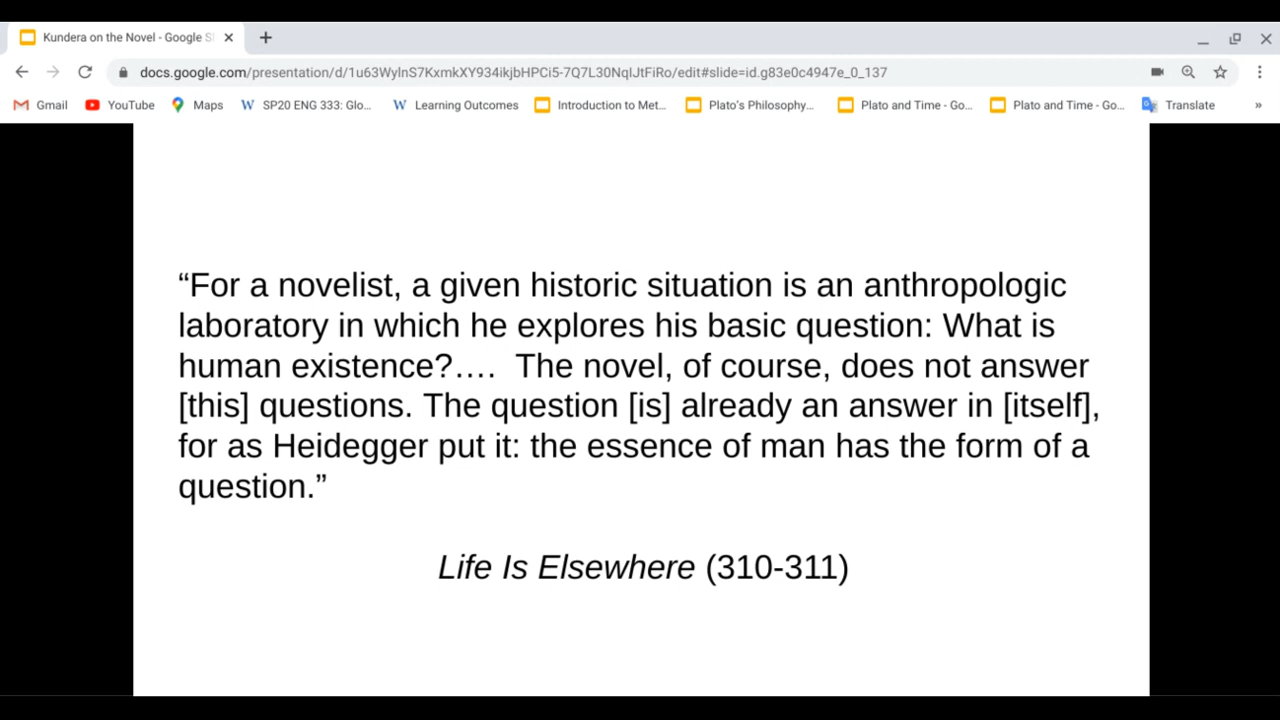 Kundera on the Novel - Google Sl
docs.google.com/presentation/d/1u63WylnS7KxmkXY934ikjbHPCi5-7Q7L30NqIJtFiRo/edit#slide=id.g83e0c4947e_0_137
Gmail YouTube Maps W SP20 ENG 333: Glo... W Learning Outcomes Introduction to Met... Plato's Philosophy... Plato and Time - Go... Plato and Time - Go... Translate »
“For a novelist, a given historic situation is an anthropologic
laboratory in which he explores his basic question: What is
human existence?…. The novel, of course, does not answer
[this] questions. The question [is] already an answer in [itself],
for as Heidegger put it: the essence of man has the form of a
question.”
Life Is Elsewhere (310-311)